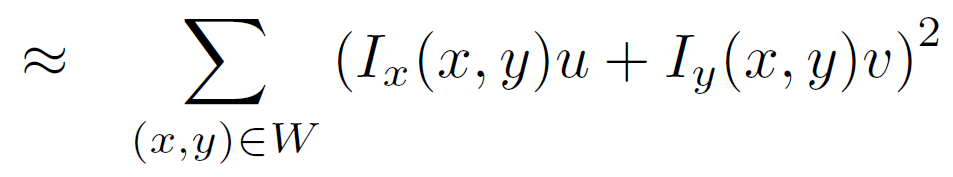 ≈ ∑ (I_x(x, y)u + I_y(x, y)v)^2
(x,y)∈W